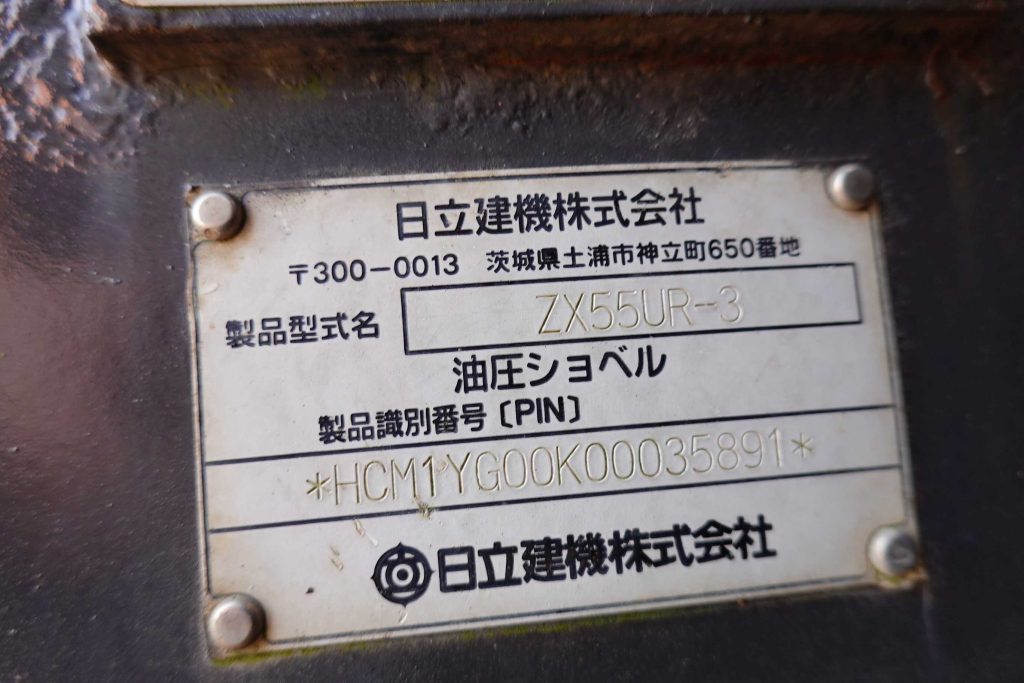 日立建機株式会社
〒300-0013 茨城県土浦市神立町650番地
製品型式名 ZX55UR-3
油圧ショベル
製品識別番号〔PIN〕
*HCM1YG00K00035891*
日立建機株式会社